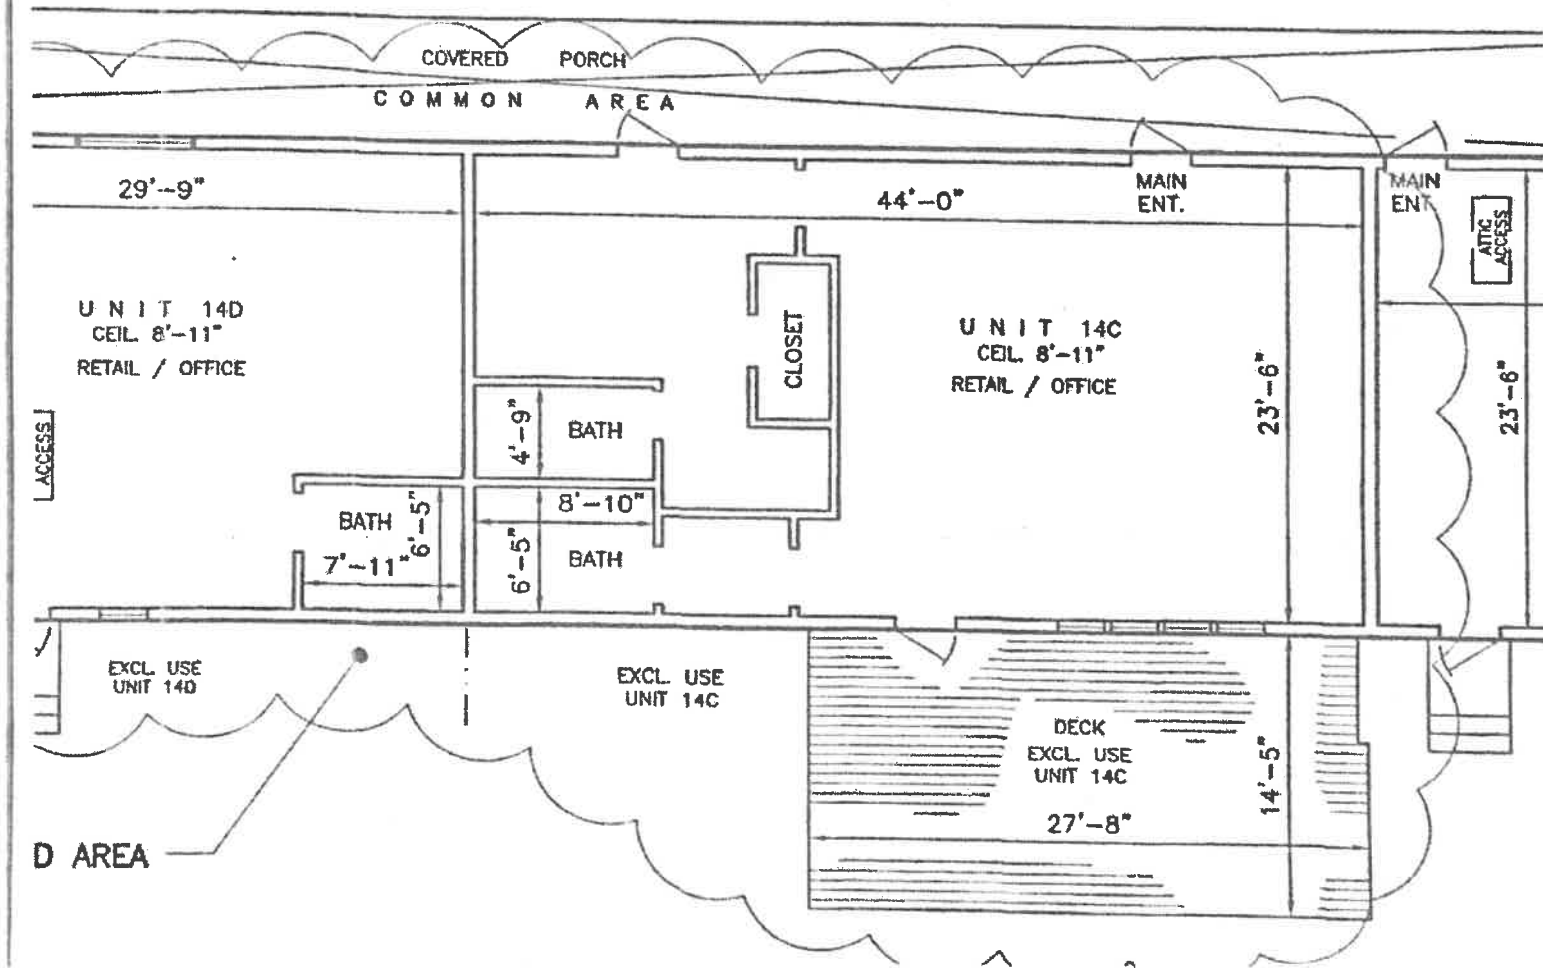 COVERED PORCH
COMMON AREA
29'-9"
44'-0"
MAIN
ENT.
MAIN
ENT.
ATTIC
ACCESS
UNIT 14D
CEIL. 8'-11"
RETAIL / OFFICE
CLOSET
UNIT 14C
CEIL. 8'-11"
RETAIL / OFFICE
23'-6"
23'-6"
ACCESS
4'-9"
BATH
8'-10"
BATH
6'-5"
7'-11"
6'-5"
BATH
EXCL. USE
UNIT 14D
EXCL. USE
UNIT 14C
DECK
EXCL. USE
UNIT 14C
14'-5"
27'-8"
D AREA